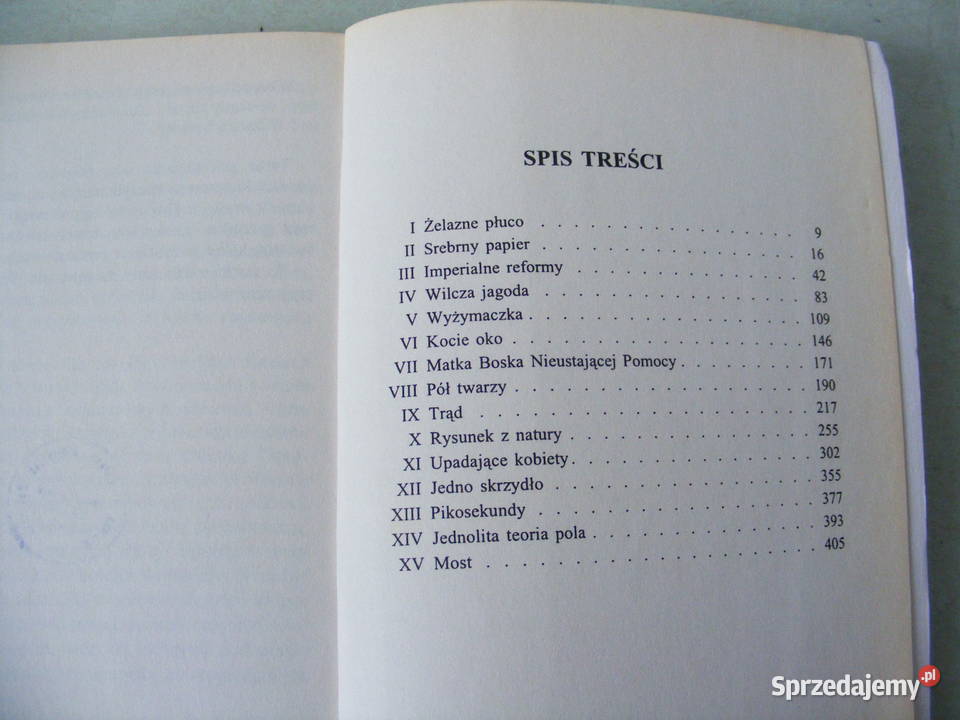 SPIS TREŚCI
I Żelazne płuco . . . . . . . . . . . . . . . . . 9
II Srebrny papier . . . . . . . . . . . . . . . . . 16
III Imperialne reformy . . . . . . . . . . . . . . 42
IV Wilcza jagoda . . . . . . . . . . . . . . . . . 83
V Wyżymaczka . . . . . . . . . . . . . . . . . 109
VI Kocie oko . . . . . . . . . . . . . . . . . . 146
VII Matka Boska Nieustającej Pomocy . . . . . . . . 171
VIII Pół twarzy . . . . . . . . . . . . . . . . . . 190
IX Trąd . . . . . . . . . . . . . . . . . . . . 217
X Rysunek z natury . . . . . . . . . . . . . . . 255
XI Upadające kobiety . . . . . . . . . . . . . . . 302
XII Jedno skrzydło . . . . . . . . . . . . . . . . 355
XIII Pikosekundy . . . . . . . . . . . . . . . . . 377
XIV Jednolita teoria pola . . . . . . . . . . . . . . 393
XV Most . . . . . . . . . . . . . . . . . . . . 405
Sprzedajemy.pl